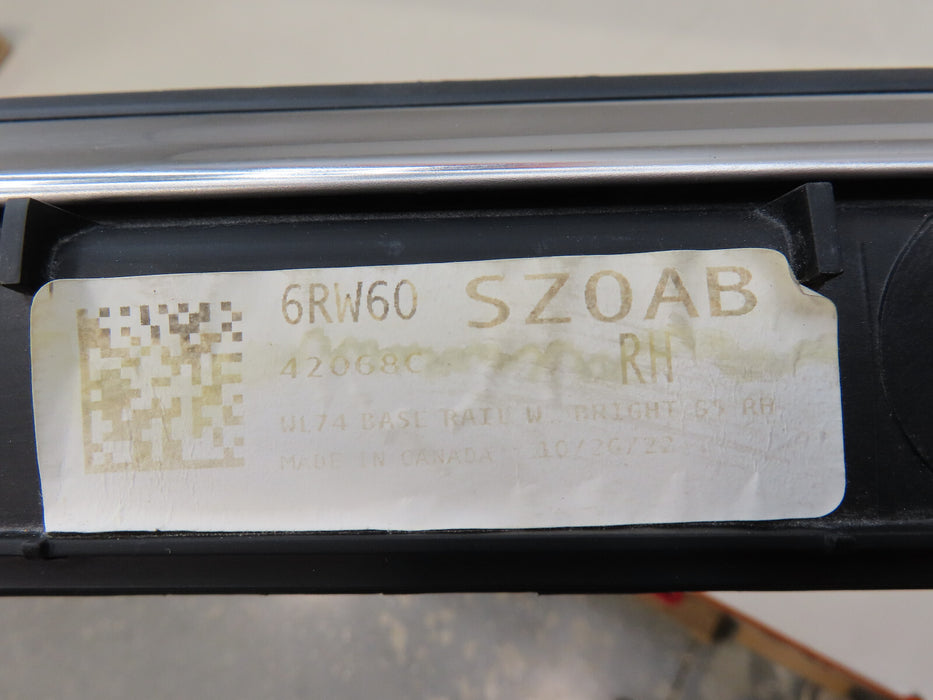 6RW60 SZ0AB
42068C RH
WL74 BASE RAIL W BRIGHT RH
MADE IN CANADA 10/26/22